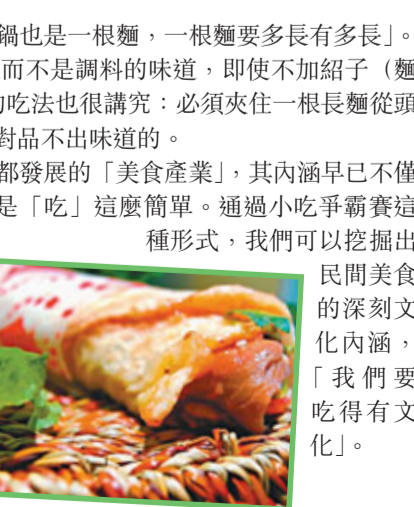 鍋也是一根麵，一根麵要多長有多長」。
而不是調料的味道，即使不加紹子（麵
吃法也很講究：必須夾住一根長麵從頭
對品不出味道的。
都發展的「美食產業」，其內涵早已不僅
是「吃」這麼簡單。通過小吃爭霸賽這
種形式，我們可以挖掘出
民間美食
的深刻文
化內涵，
「我們要
吃得有文
化」。